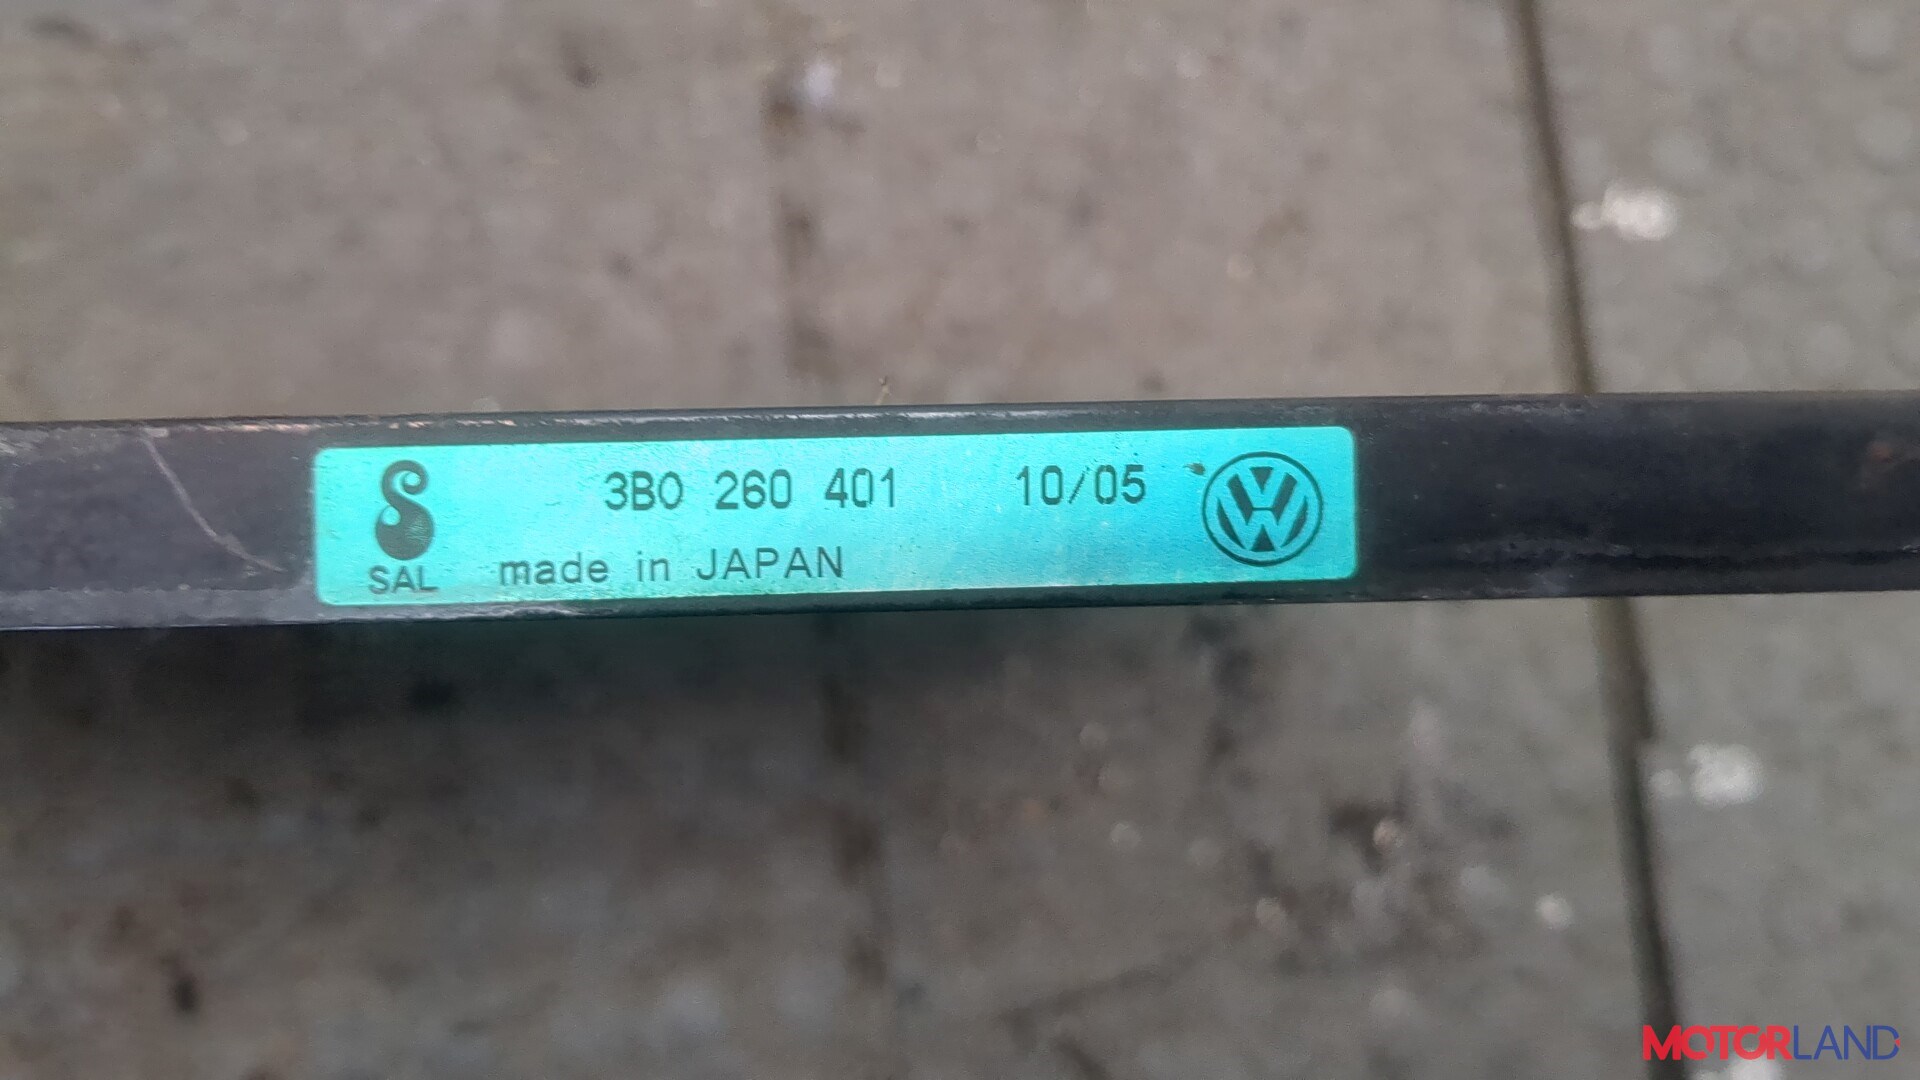 3B0 260 401 10/05
SAL made in JAPAN
MOTORLAND